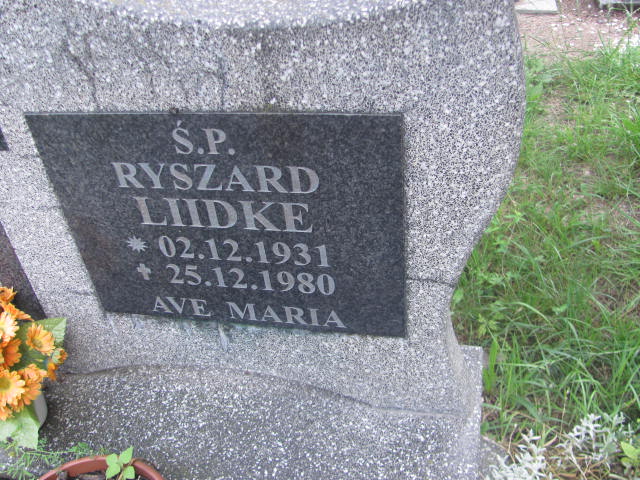 Ś.P.
RYSZARD
LIIDKE
* 02.12.1931
✝ 25.12.1980
AVE MARIA